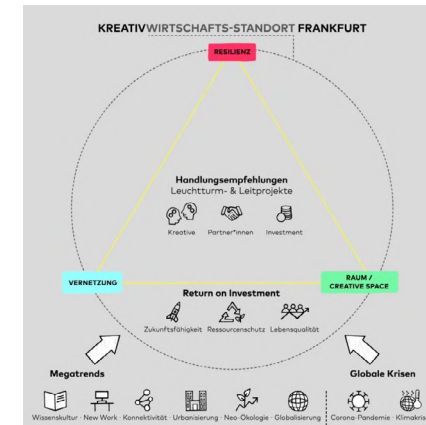 KREATIVWIRTSCHAFTS-STANDORT FRANKFURT
RESILIENZ
Handlungsempfehlungen
Leuchtturm- & Leitprojekte
Kreative Partner*innen Investment
VERNETZUNG
RAUM /
CREATIVE SPACE
Return on Investment
Zukunftsfähigkeit Ressourcenschutz Lebensqualität
Megatrends
Globale Krisen
Wissenskultur · New Work · Konnektivität · Urbanisierung · Neo-Ökologie · Globalisierung
Corona-Pandemie · Klimakris